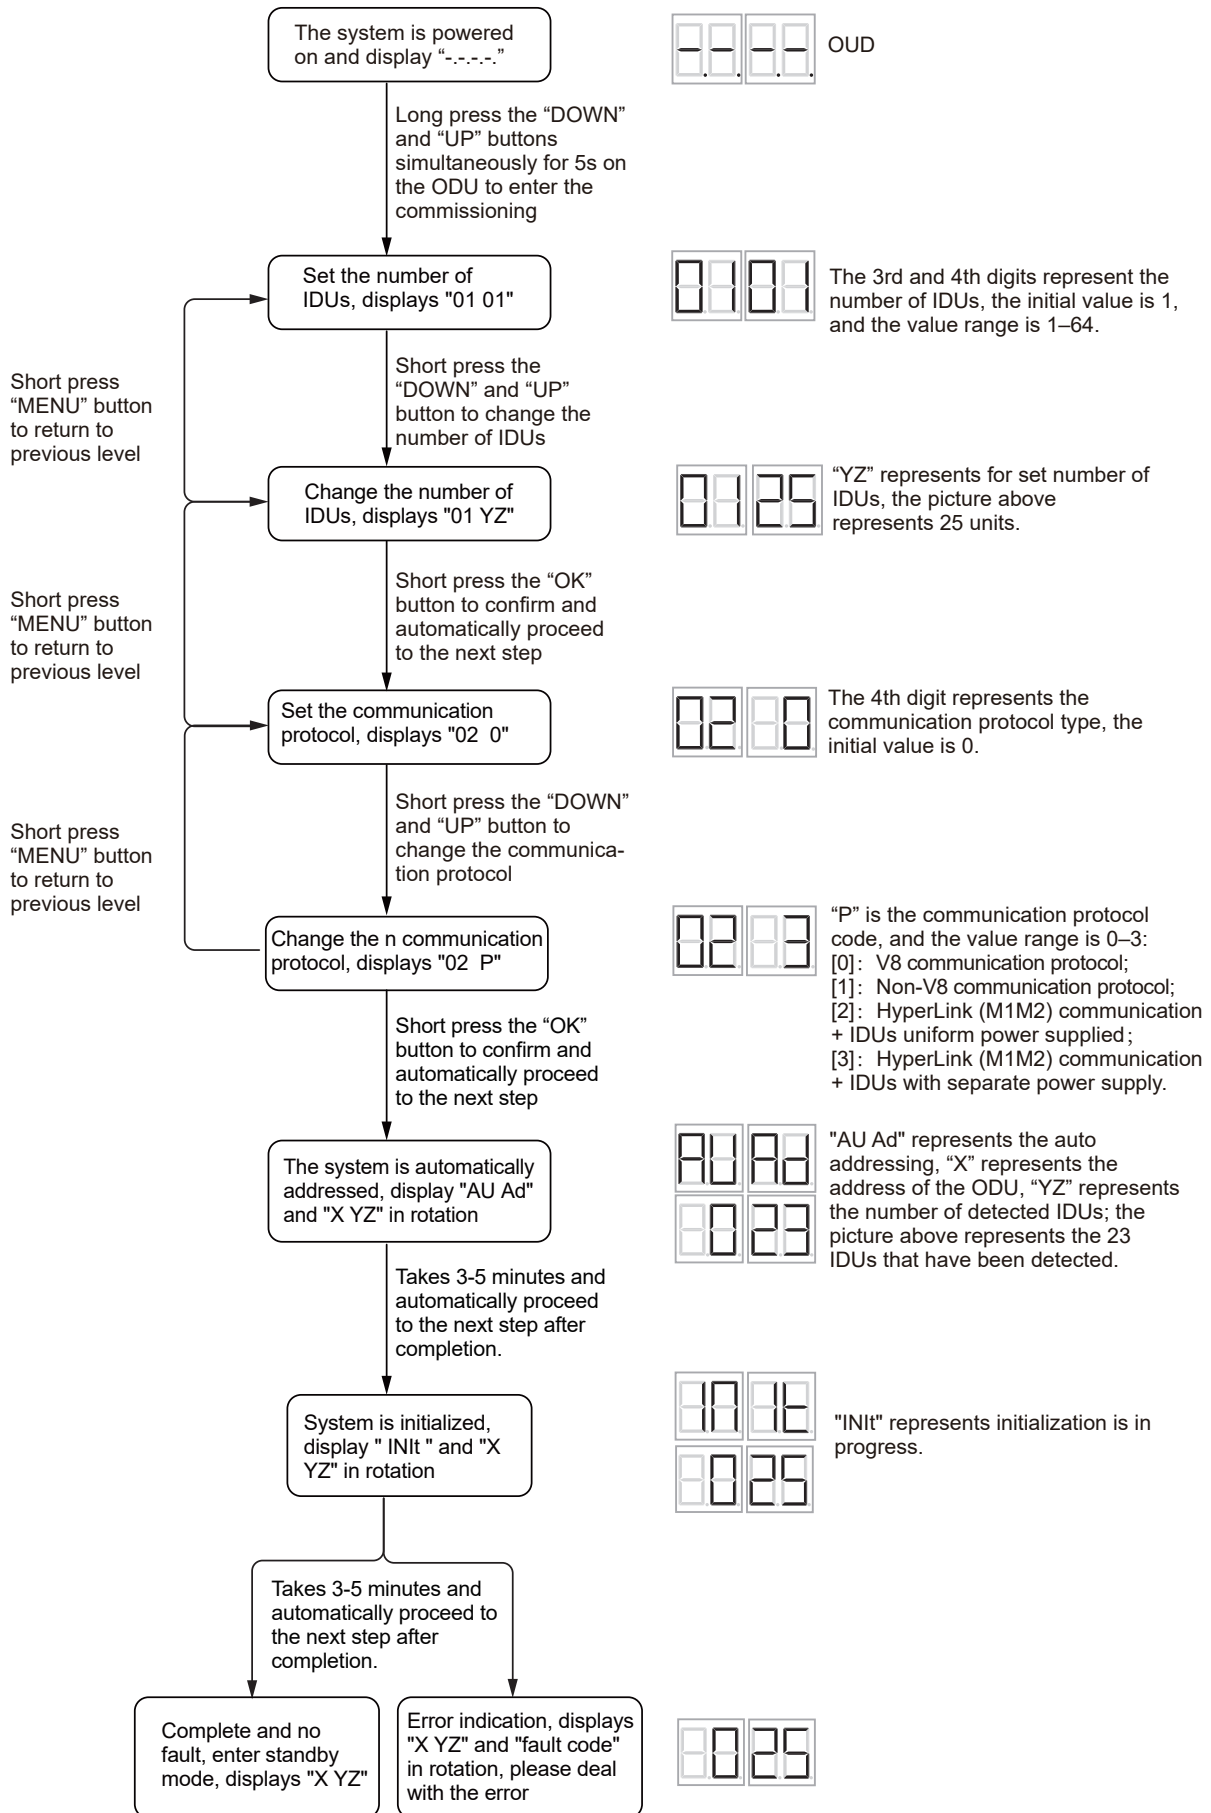 The system is powered
on and display “-.-.-.-.”
OUD
Long press the “DOWN”
and “UP” buttons
simultaneously for 5s on
the ODU to enter the
commissioning
Set the number of
IDUs, displays "01 01"
0101
The 3rd and 4th digits represent the
number of IDUs, the initial value is 1,
and the value range is 1–64.
Short press
“MENU” button
to return to
previous level
Short press the
“DOWN” and “UP”
button to change the
number of IDUs
Change the number of
IDUs, displays "01 YZ"
0125
“YZ” represents for set number of
IDUs, the picture above
represents 25 units.
Short press
“MENU” button
to return to
previous level
Short press the “OK”
button to confirm and
automatically proceed
to the next step
Set the communication
protocol, displays "02  0"
02 0
The 4th digit represents the
communication protocol type, the
initial value is 0.
Short press
“MENU” button
to return to
previous level
Short press the “DOWN”
and “UP” button to
change the communica-
tion protocol
Change the n communication
protocol, displays "02  P"
02 3
“P” is the communication protocol
code, and the value range is 0–3:
[0]: V8 communication protocol;
[1]: Non-V8 communication protocol;
[2]: HyperLink (M1M2) communication
+ IDUs uniform power supplied;
[3]: HyperLink (M1M2) communication
+ IDUs with separate power supply.
Short press the “OK”
button to confirm and
automatically proceed
to the next step
The system is automatically
addressed, display "AU Ad"
and "X YZ" in rotation
AU Ad
023
"AU Ad" represents the auto
addressing, “X” represents the
address of the ODU, “YZ” represents
the number of detected IDUs; the
picture above represents the 23
IDUs that have been detected.
Takes 3-5 minutes and
automatically proceed
to the next step after
completion.
System is initialized,
display " INIt " and "X
YZ" in rotation
INIt
025
"INIt" represents initialization is in
progress.
Takes 3-5 minutes and
automatically proceed to
the next step after
completion.
Complete and no
fault, enter standby
mode, displays "X YZ"
Error indication, displays
"X YZ" and "fault code"
in rotation, please deal
with the error
025